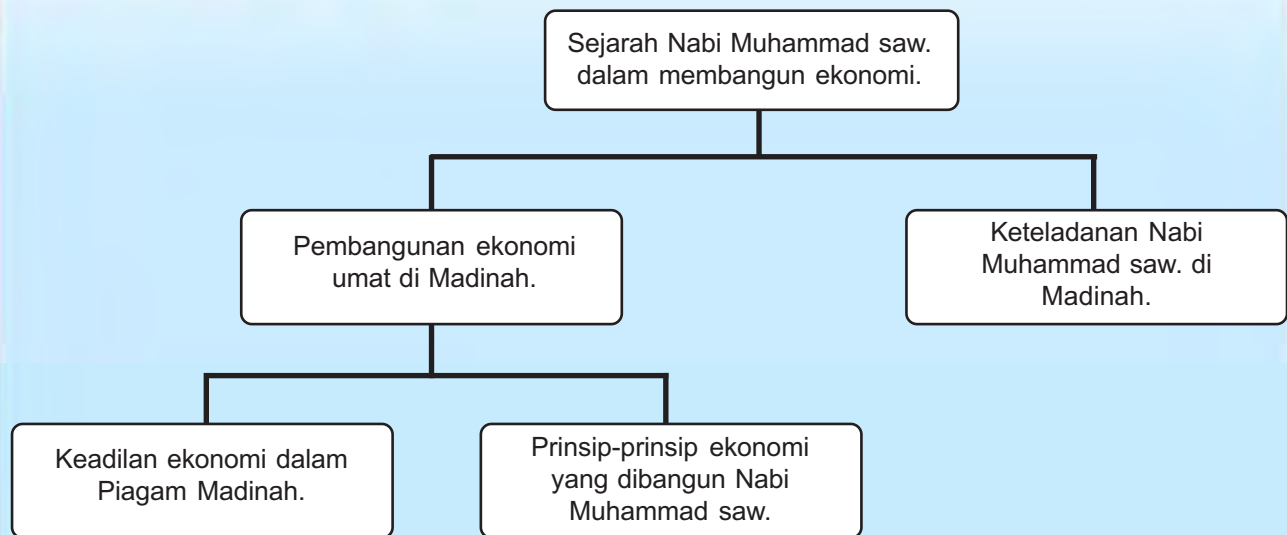 Sejarah Nabi Muhammad saw.
dalam membangun ekonomi.
Pembangunan ekonomi
umat di Madinah.
Keteladanan Nabi
Muhammad saw. di
Madinah.
Keadilan ekonomi dalam
Piagam Madinah.
Prinsip-prinsip ekonomi
yang dibangun Nabi
Muhammad saw.